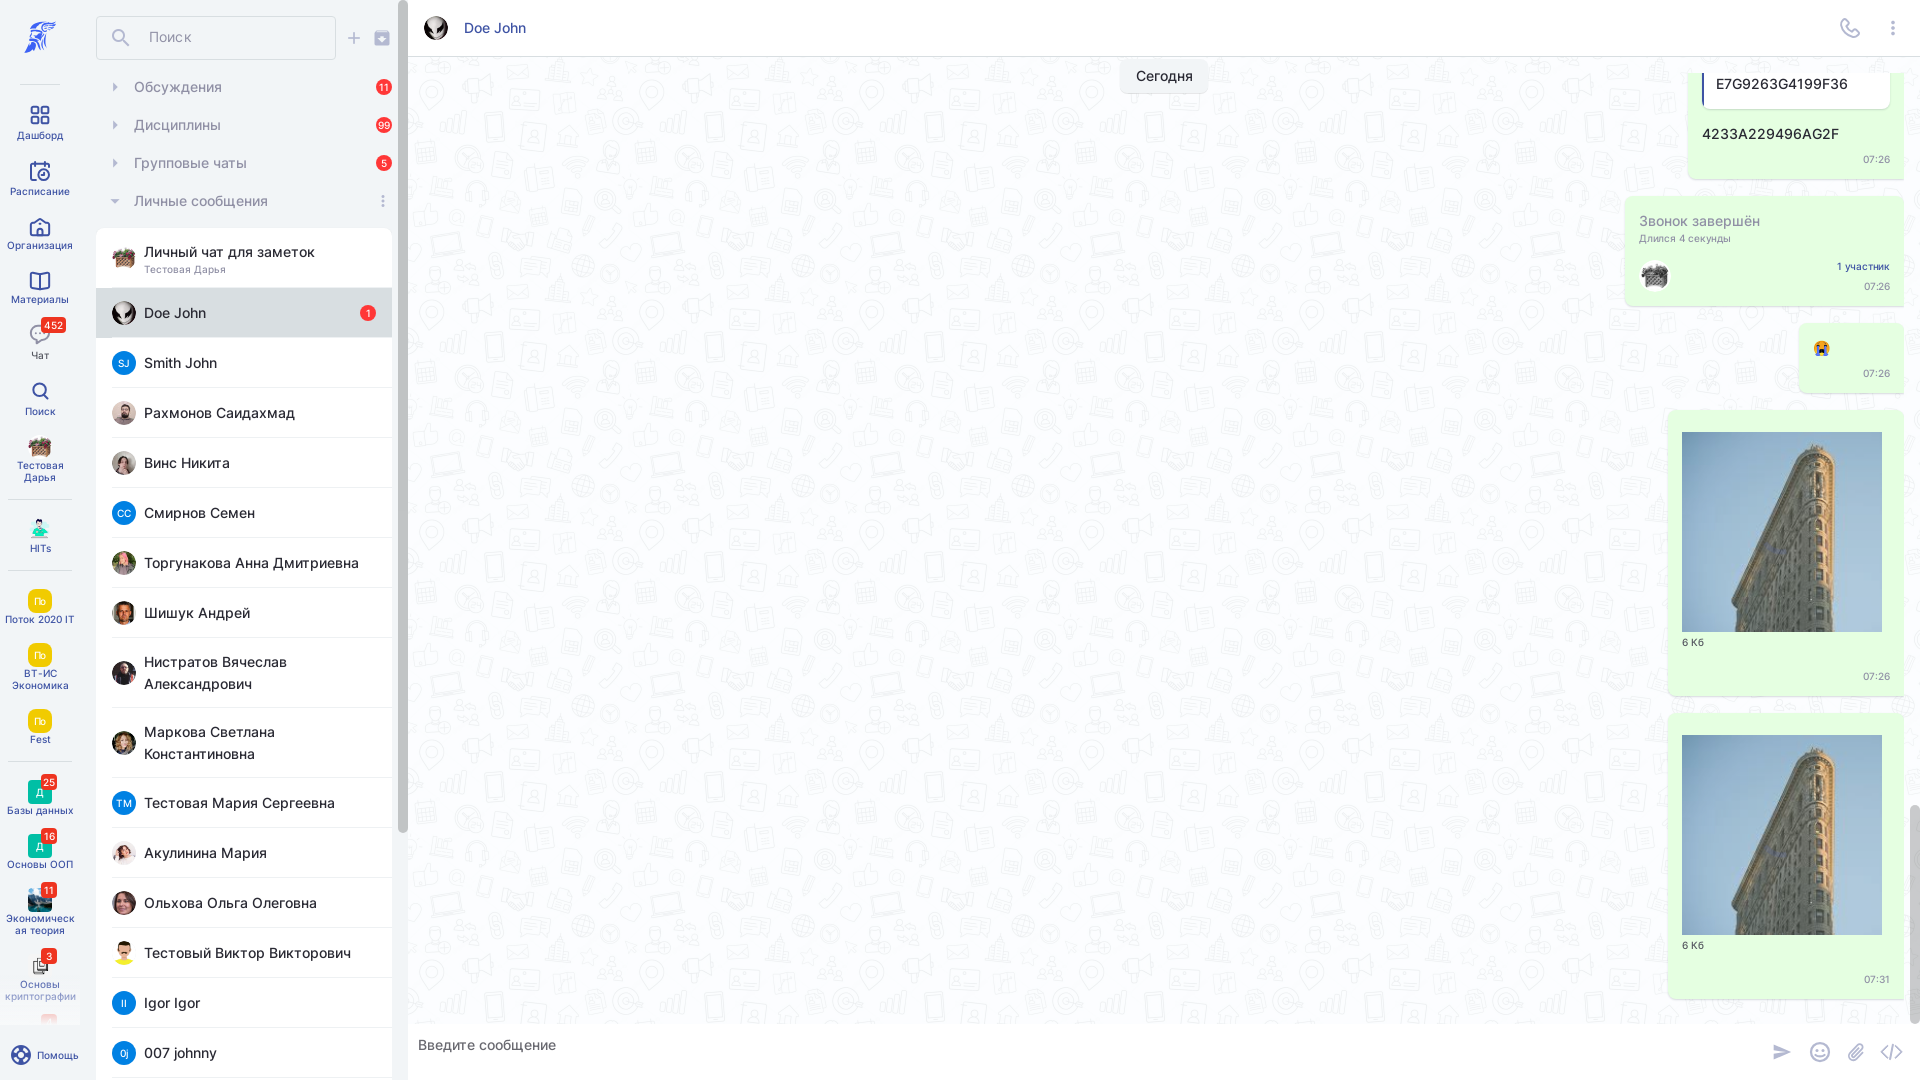 Дашборд
Расписание
Организация
Материалы
452
Чат
Поиск
Тестовая
Дарья
HITs
По
Поток 2020 IT
По
ВТ-ИС
Экономика
По
Fest
25
Д
Базы данных
16
Д
Основы ООП
11
Экономическ
ая теория
3
Основы
криптографии
Помощь
Поиск
Обсуждения
11
Дисциплины
99
Групповые чаты
5
Личные сообщения
Личный чат для заметок
Тестовая Дарья
Doe John
1
SJ
Smith John
Рахмонов Саидахмад
Винс Никита
СС
Смирнов Семен
Торгунакова Анна Дмитриевна
Шишук Андрей
Нистратов Вячеслав
Александрович
Маркова Светлана
Константиновна
ТМ
Тестовая Мария Сергеевна
Акулинина Мария
Ольхова Ольга Олеговна
Тестовый Виктор Викторович
II
Igor Igor
0j
007 johnny
Doe John
Сегодня
E7G9263G4199F36
4233A229496AG2F
07:26
Звонок завершён
Длился 4 секунды
1 участник
07:26
07:26
6 Кб
07:26
6 Кб
07:31
Введите сообщение